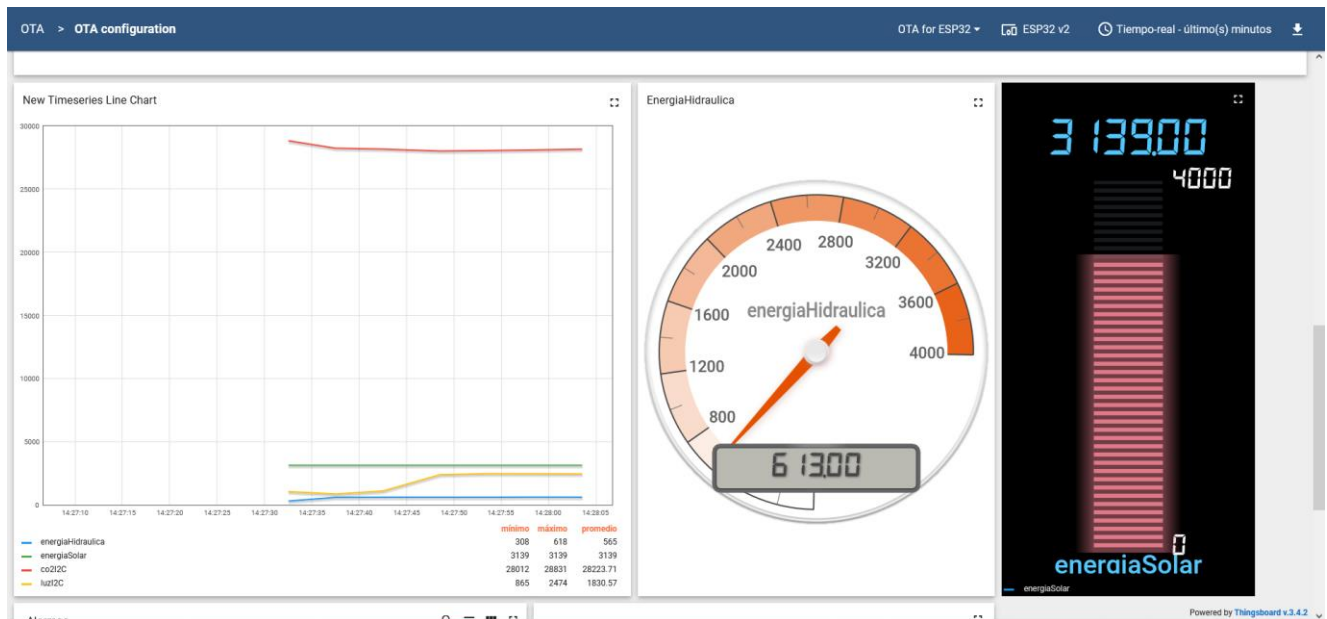 OTA > OTA configuration
OTA for ESP32 ESP32 v2 Tiempo-real - último(s) minutos
New Timeseries Line Chart
30000
25000
20000
15000
10000
5000
0
14:27:10 14:27:15 14:27:20 14:27:25 14:27:30 14:27:35 14:27:40 14:27:45 14:27:50 14:27:55 14:28:00 14:28:05
mínimo máximo promedio
energiaHidraulica 308 618 565
energiaSolar 3139 3139 3139
co2I2C 28012 28831 28223.71
luzI2C 865 2474 1830.57
EnergiaHidraulica
2400 2800
2000 3200
1600 energiaHidraulica 3600
1200 4000
800
613.00
3139.00
4000
0
energiaSolar
energiaSolar
Powered by Thingsboard v.3.4.2